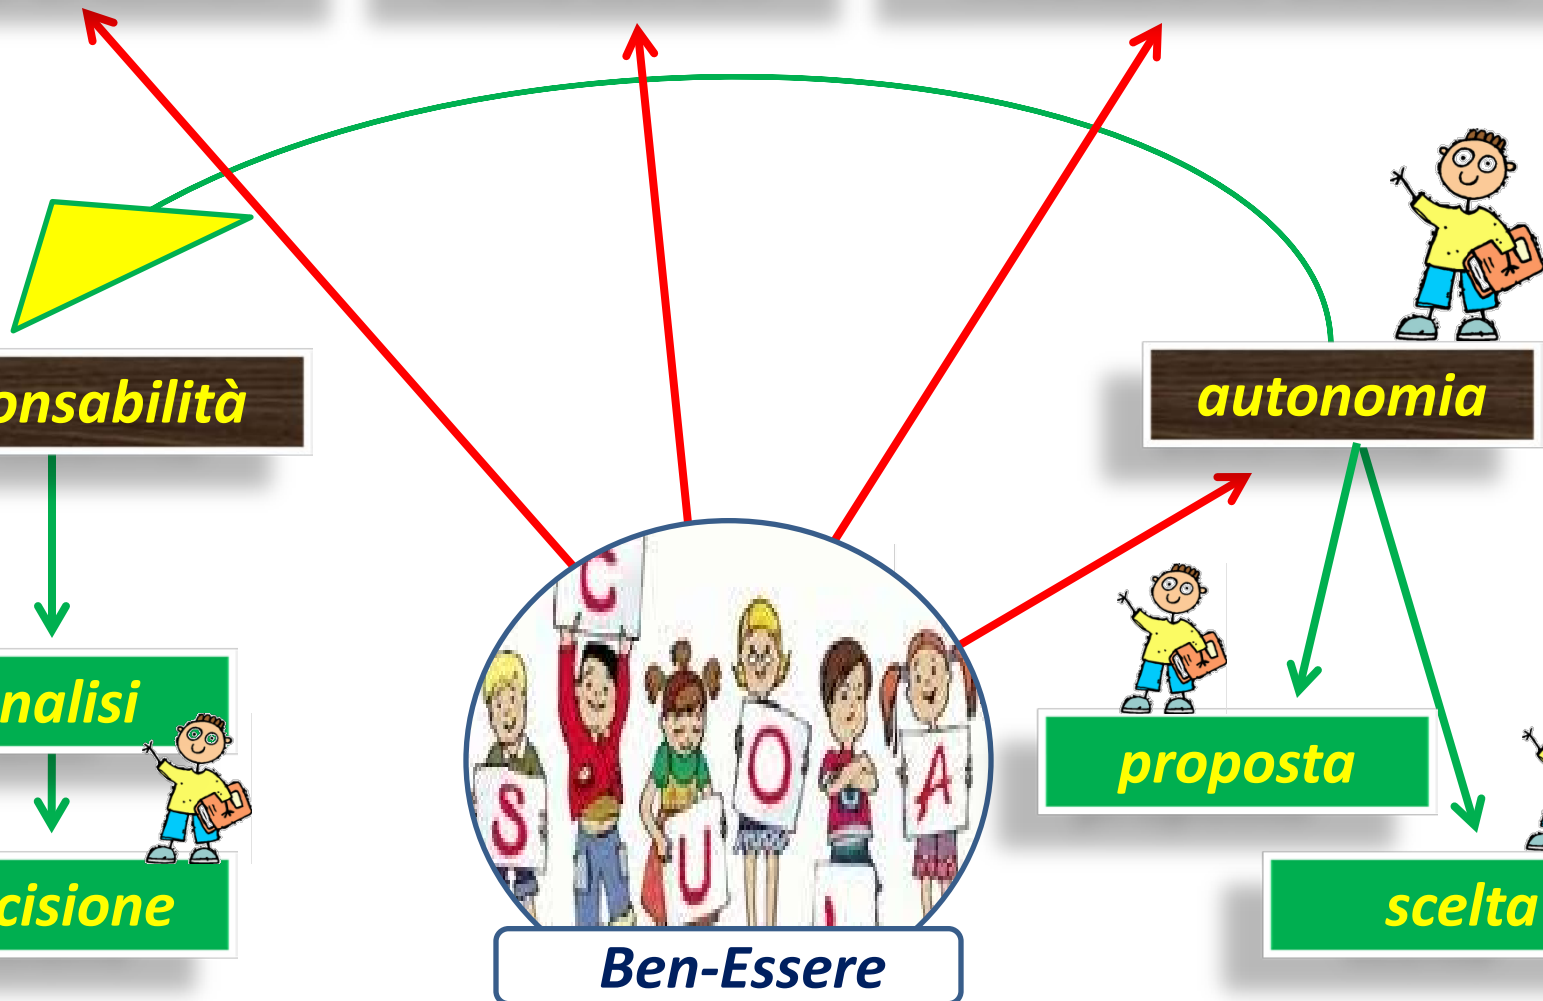 onsabilità
autonomia
nalisi
proposta
cisione
scelta
S C U O L A
Ben-Essere